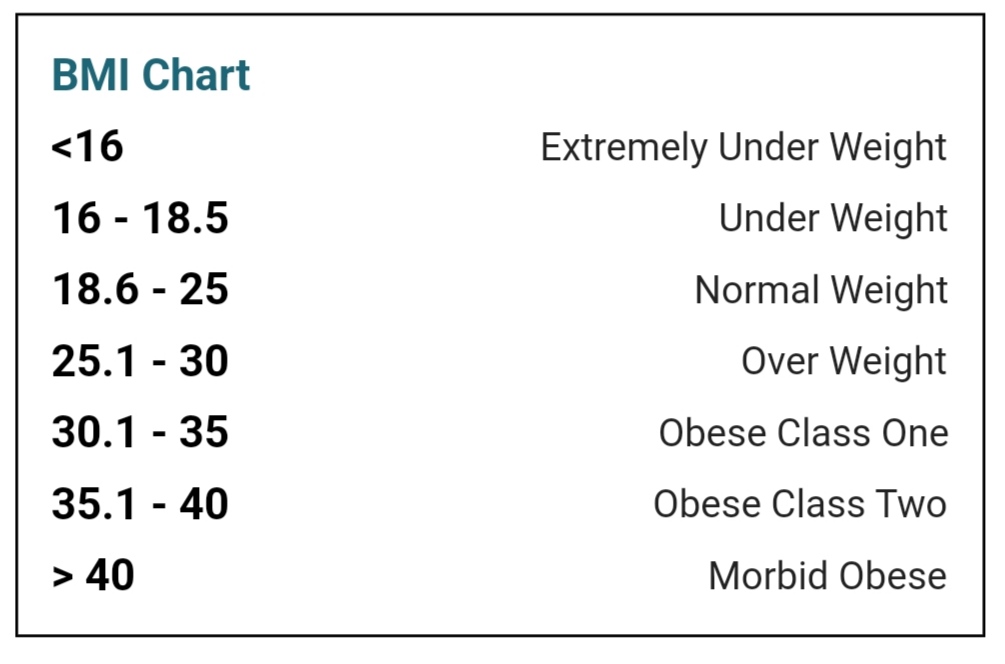 BMI Chart
<16 Extremely Under Weight
16 - 18.5 Under Weight
18.6 - 25 Normal Weight
25.1 - 30 Over Weight
30.1 - 35 Obese Class One
35.1 - 40 Obese Class Two
> 40 Morbid Obese